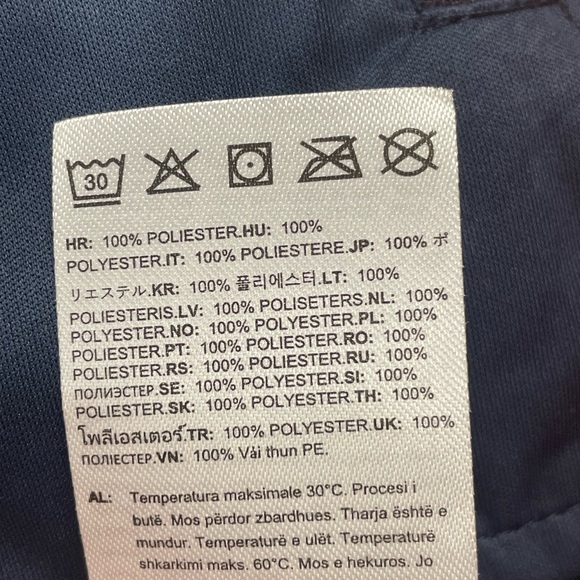 30
HR: 100% POLIESTER.HU: 100%
POLYESTER.IT: 100% POLIESTERE.JP: 100% ポ
リエステル.KR: 100% 폴리에스터.LT: 100%
POLIESTERIS.LV: 100% POLISETERS.NL: 100%
POLYESTER.NO: 100% POLYESTER.PL: 100%
POLIESTER.PT: 100% POLIÉSTER.RO: 100%
POLIESTER.RS: 100% POLIESTER.RU: 100%
ПОЛИЭСТЕР.SE: 100% POLYESTER.SI: 100%
POLIESTER.SK: 100% POLYESTER.TH: 100%
โพลีเอสเตอร์.TR: 100% POLYESTER.UK: 100%
ПОЛІЕСТЕР.VN: 100% Vải thun PE.
AL: Temperatura maksimale 30°C. Procesi i
butë. Mos përdor zbardhues. Tharja është e
mundur. Temperaturë e ulët. Temperaturë
shkarkimi maks. 60°C. Mos e hekuros. Jo